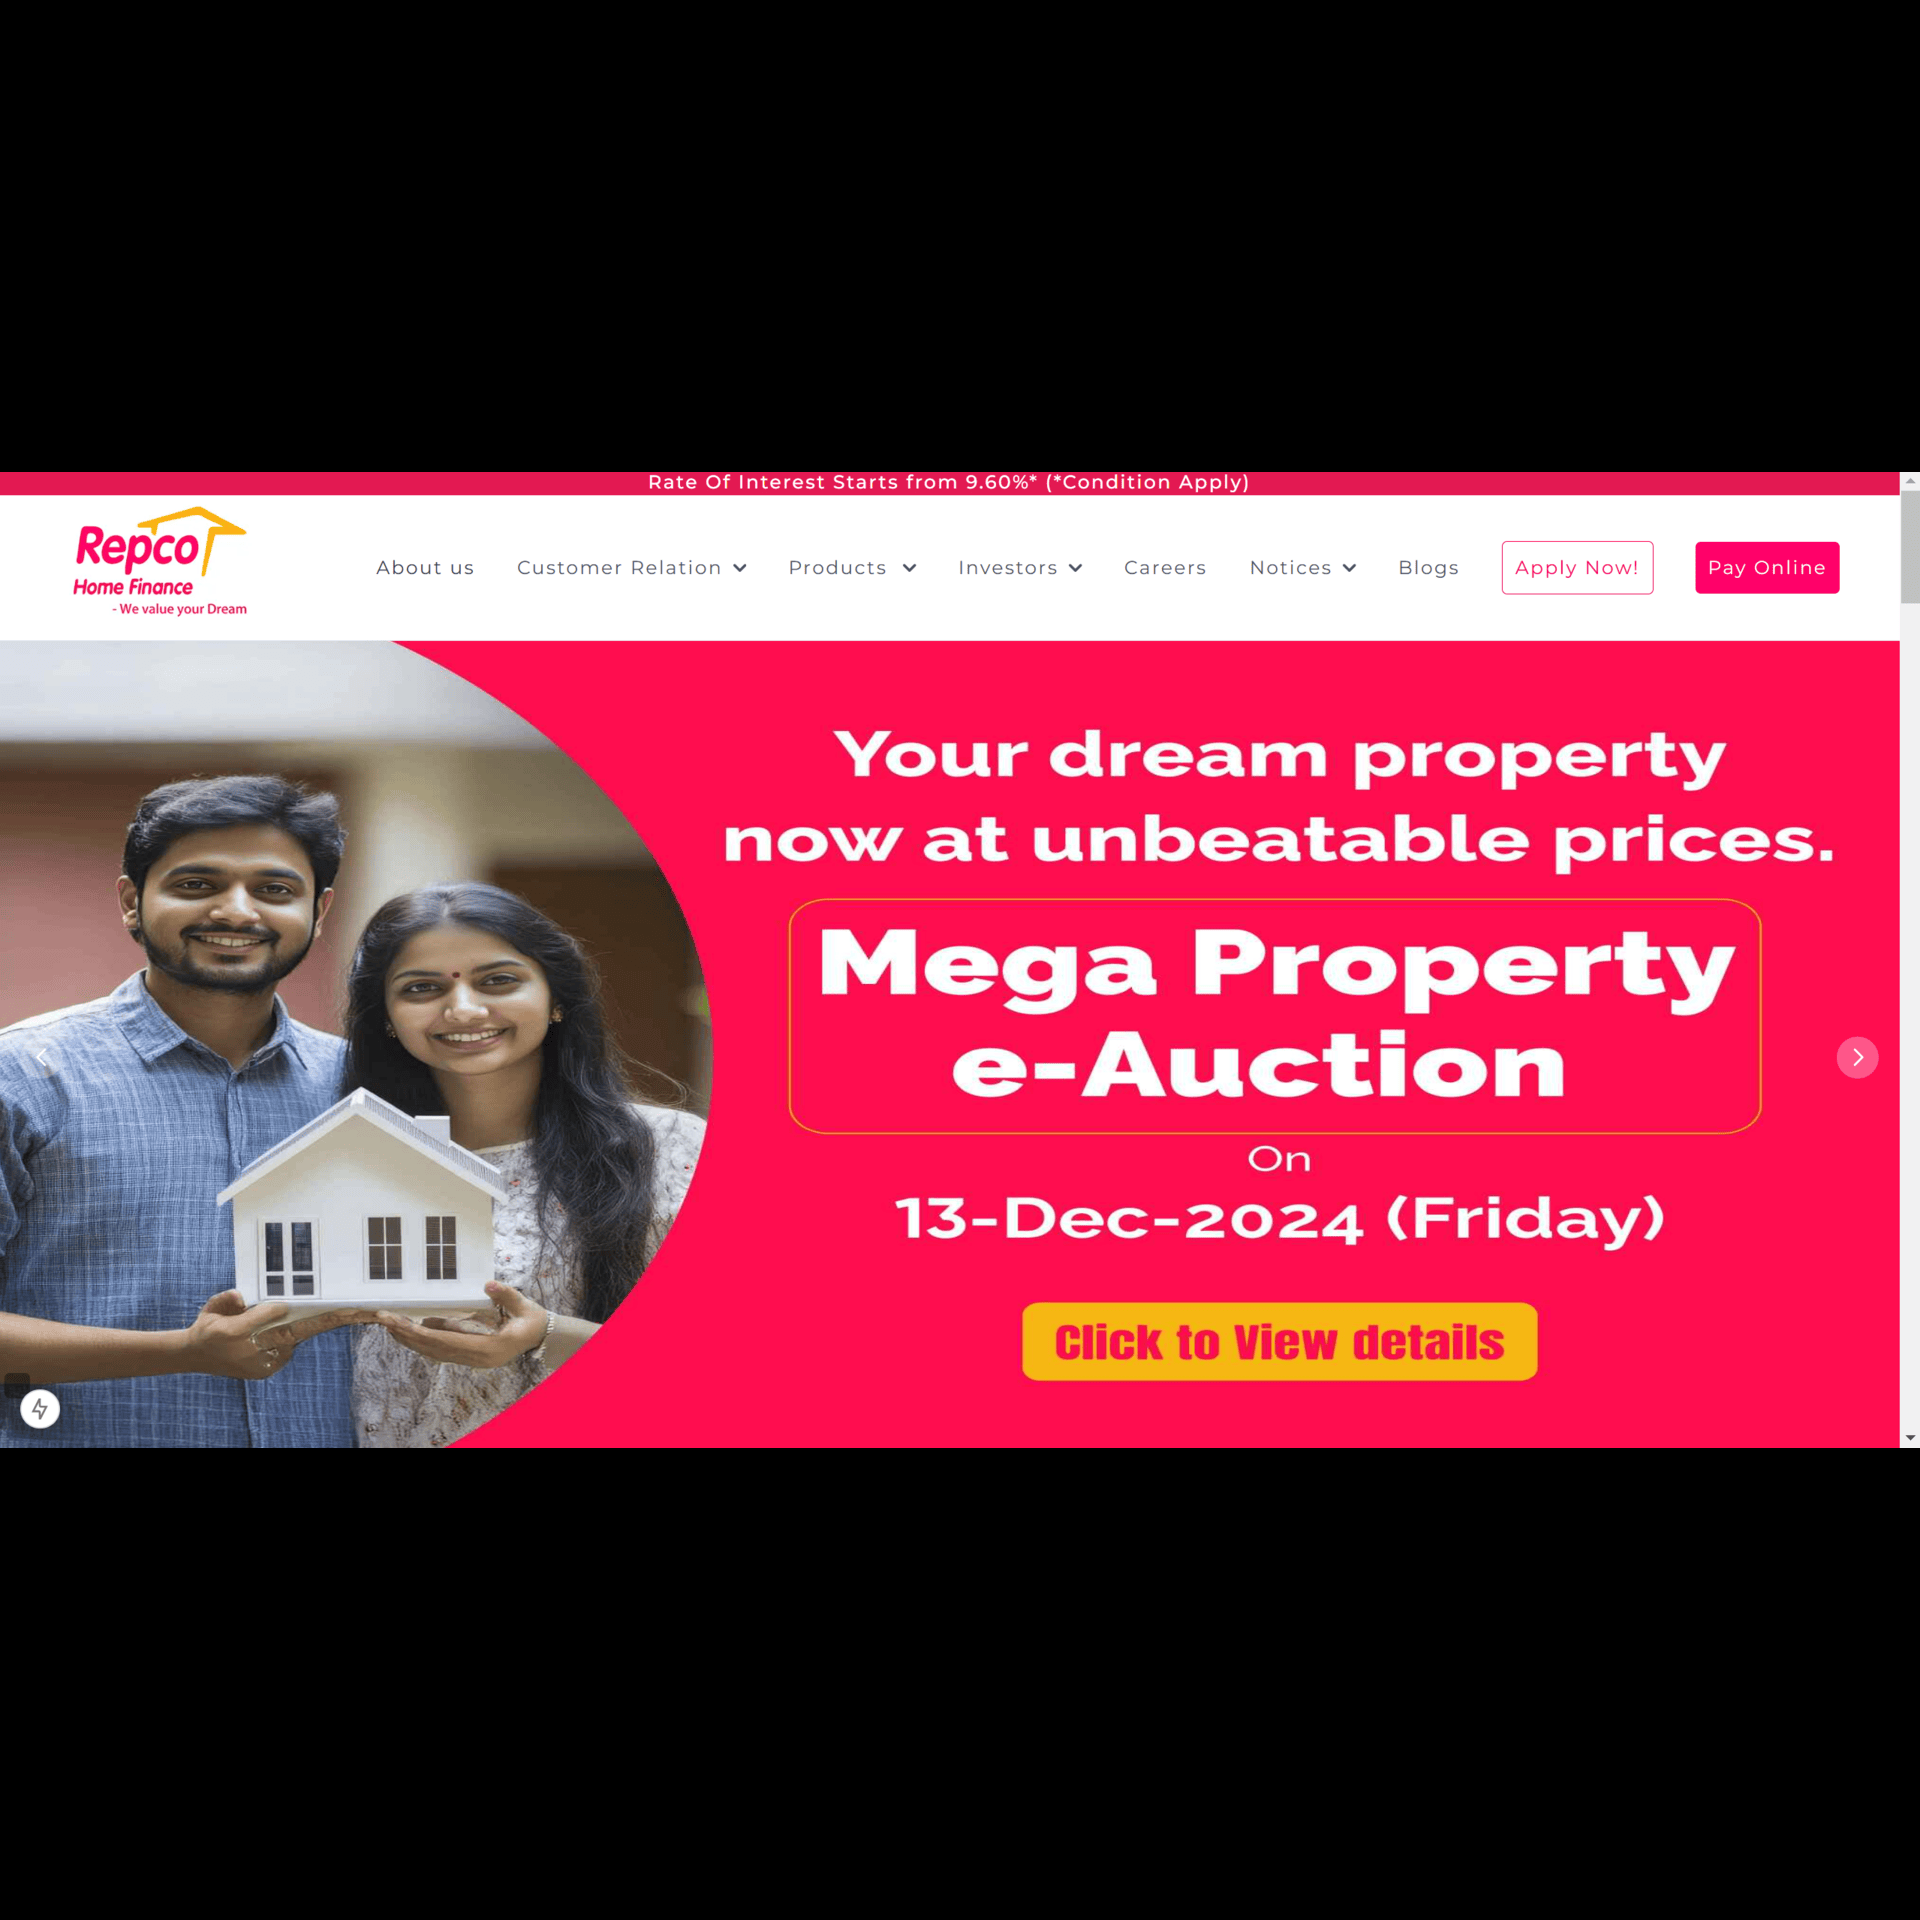 Rate Of Interest Starts from 9.60%* (*Condition Apply)
Repco
Home Finance
- We value your Dream
About us
Customer Relation
Products
Investors
Careers
Notices
Blogs
Apply Now!
Pay Online
Your dream property
now at unbeatable prices.
Mega Property
e-Auction
On
13-Dec-2024 (Friday)
Click to View details